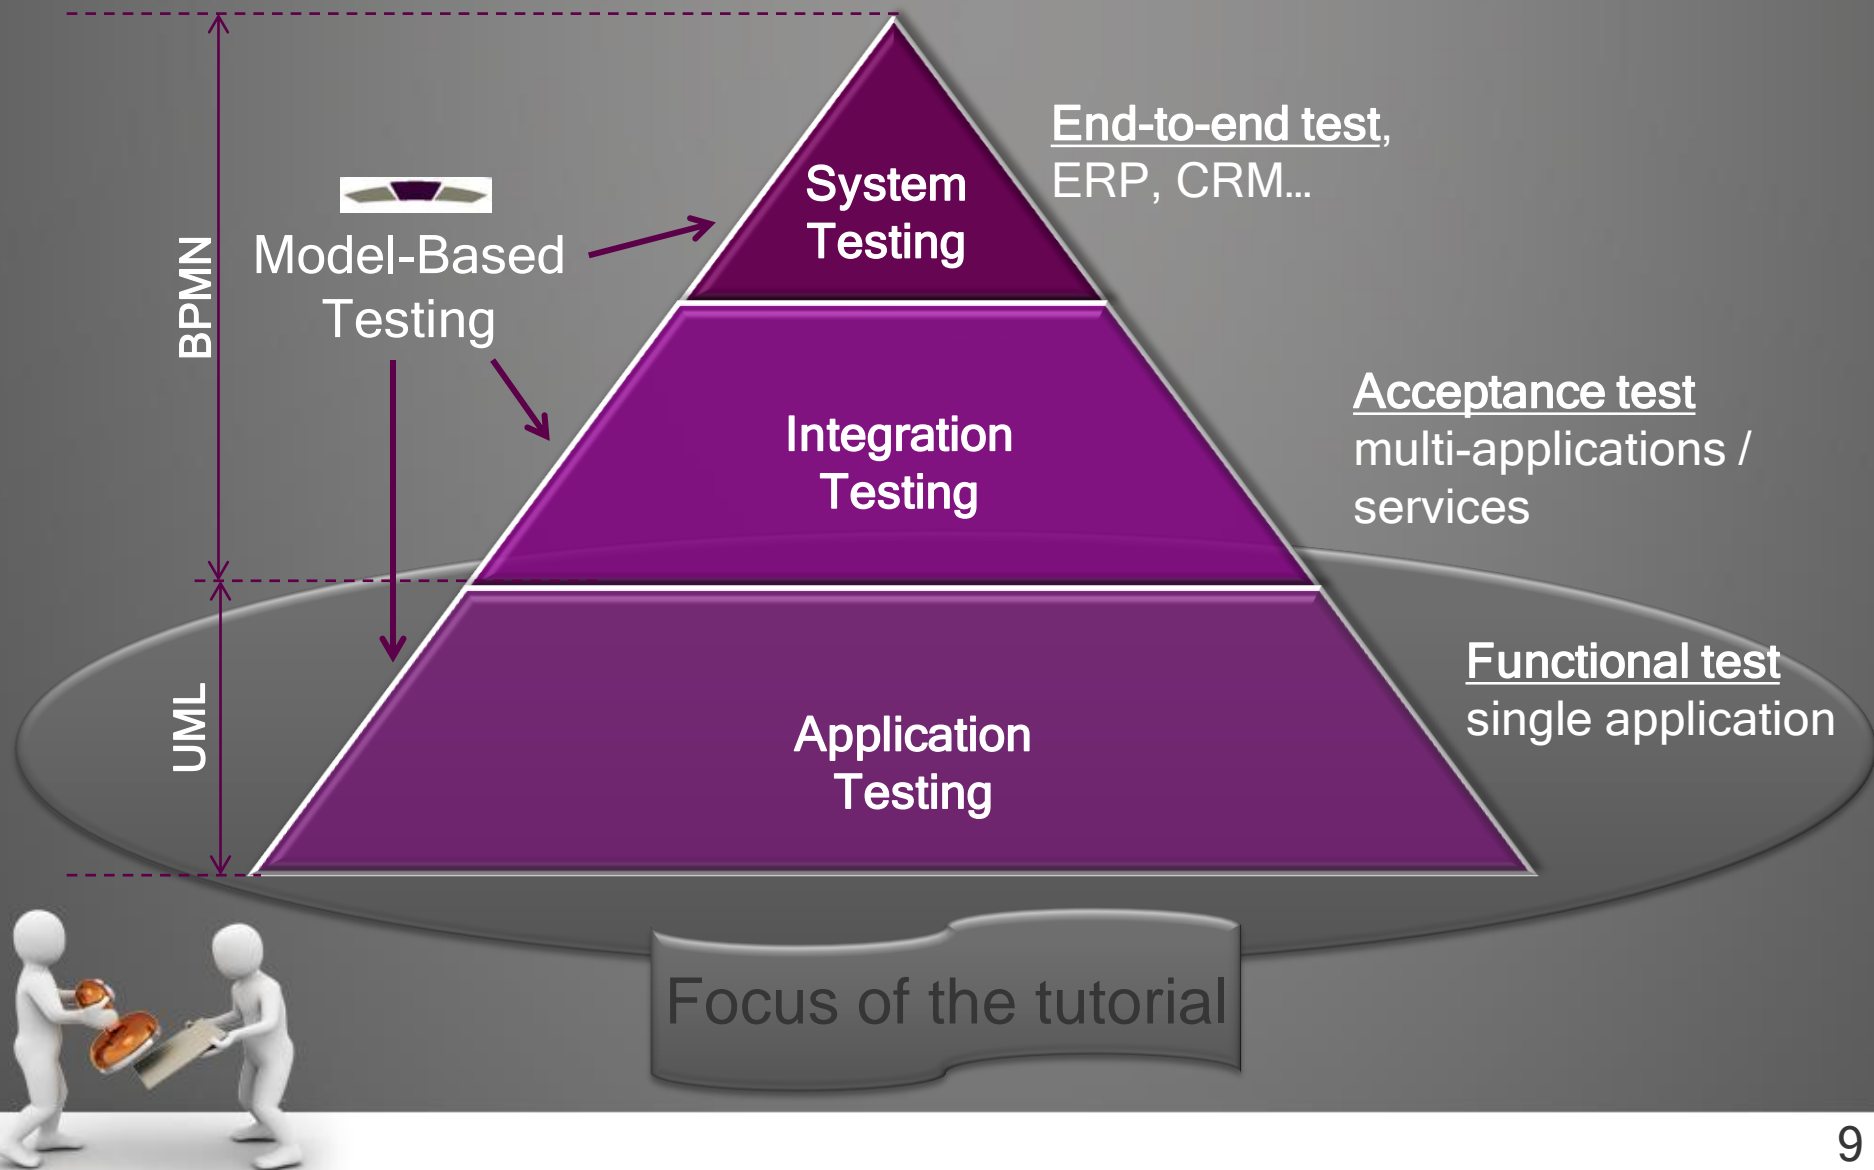 End-to-end test,
ERP, CRM...
System
Testing
Model-Based
Testing
BPMN
Acceptance test
multi-applications /
services
Integration
Testing
Functional test
single application
UML
Application
Testing
Focus of the tutorial
9